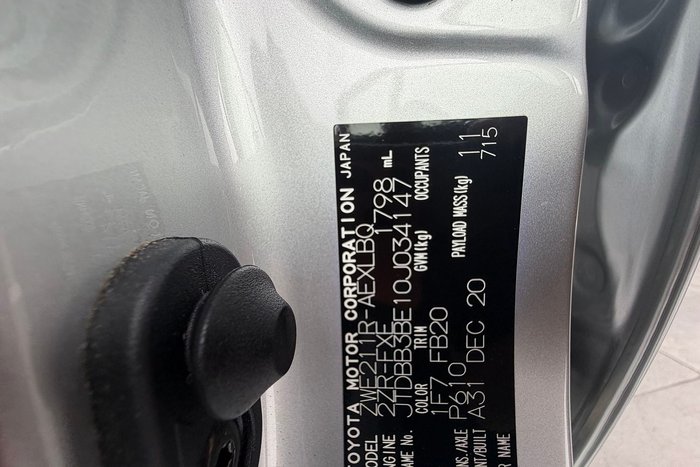 TOYOTA MOTOR CORPORATION JAPAN
MODEL ZWE211R-AEXLBQ
ENGINE 2ZR-FXE 1798 mL
FRAME No. JTDBB3BE10J034147
COLOR TRIM GVM(kg) OCCUPANTS
1F7 FB20
TRANS./AXLE P610 PAYLOAD MASS(kg) 11
PLANT/BUILT A31 DEC 20 715
NAME